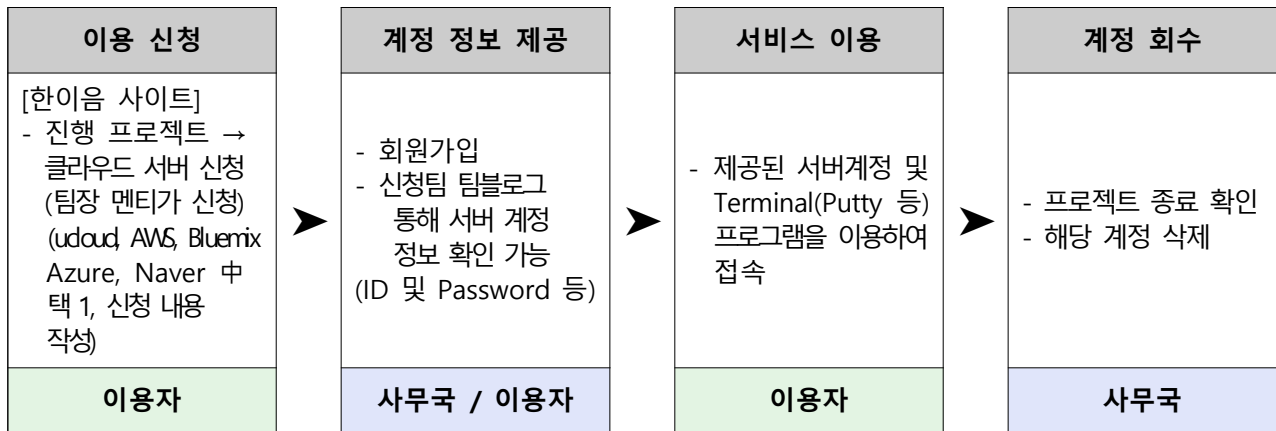 이용 신청
[한이음 사이트]
- 진행 프로젝트 →
클라우드 서버 신청
(팀장 멘티가 신청)
(ucloud, AWS, Bluemix
Azure, Naver 中
택1, 신청 내용
작성)
이용자
➤
계정 정보 제공
- 회원가입
- 신청팀 팀블로그
통해 서버 계정
정보 확인 가능
(ID 및 Password 등)
사무국 / 이용자
➤
서비스 이용
- 제공된 서버계정 및
Terminal(Putty 등)
프로그램을 이용하여
접속
이용자
➤
계정 회수
- 프로젝트 종료 확인
- 해당 계정 삭제
사무국